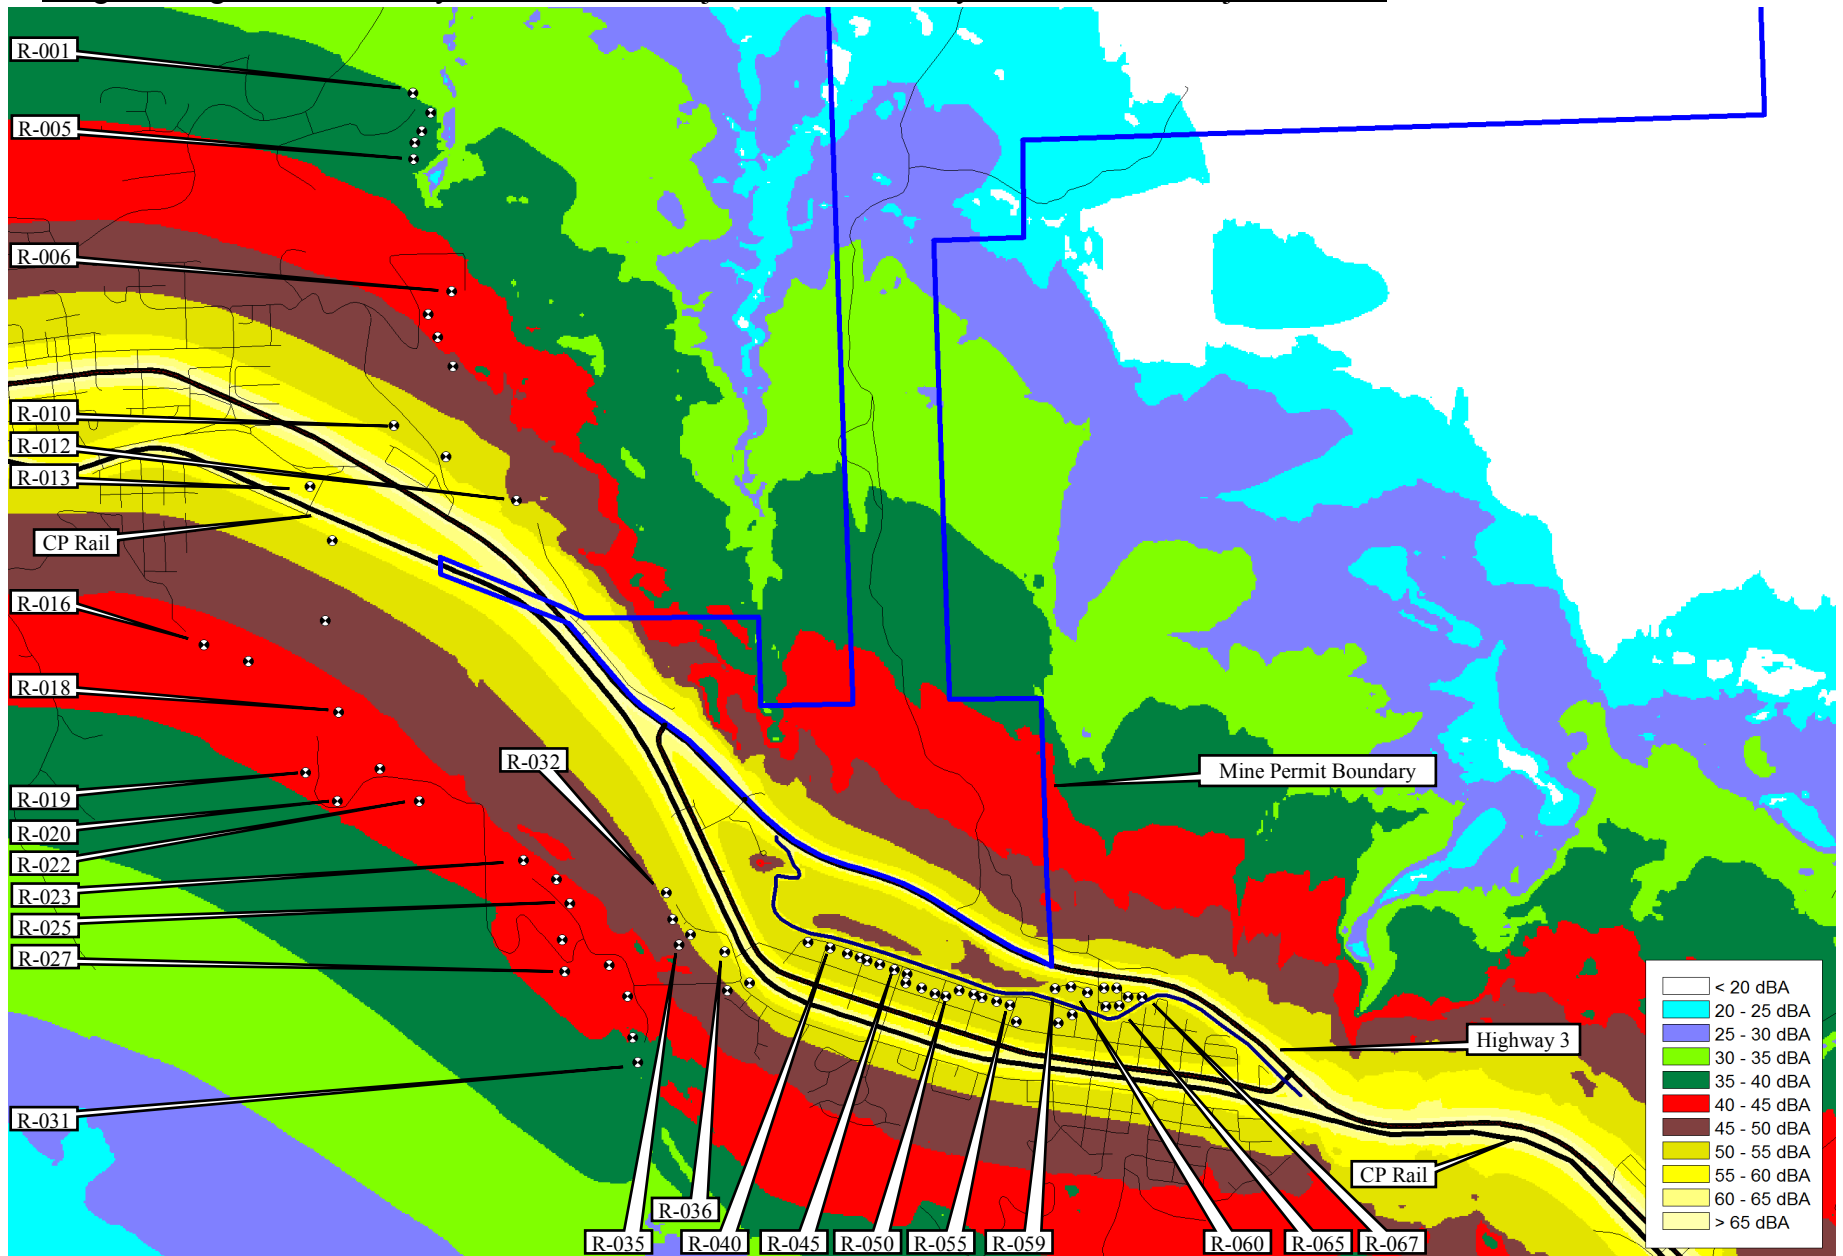 R-001
R-005
R-006
R-010
R-012
R-013
CP Rail
R-016
R-018
R-032
Mine Permit Boundary
R-019
R-020
R-022
R-023
R-025
R-027
R-031
Highway 3
CP Rail
R-036
R-035
R-040
R-045
R-050
R-055
R-059
R-060
R-065
R-067
< 20 dBA
20 - 25 dBA
25 - 30 dBA
30 - 35 dBA
35 - 40 dBA
40 - 45 dBA
45 - 50 dBA
50 - 55 dBA
55 - 60 dBA
60 - 65 dBA
> 65 dBA